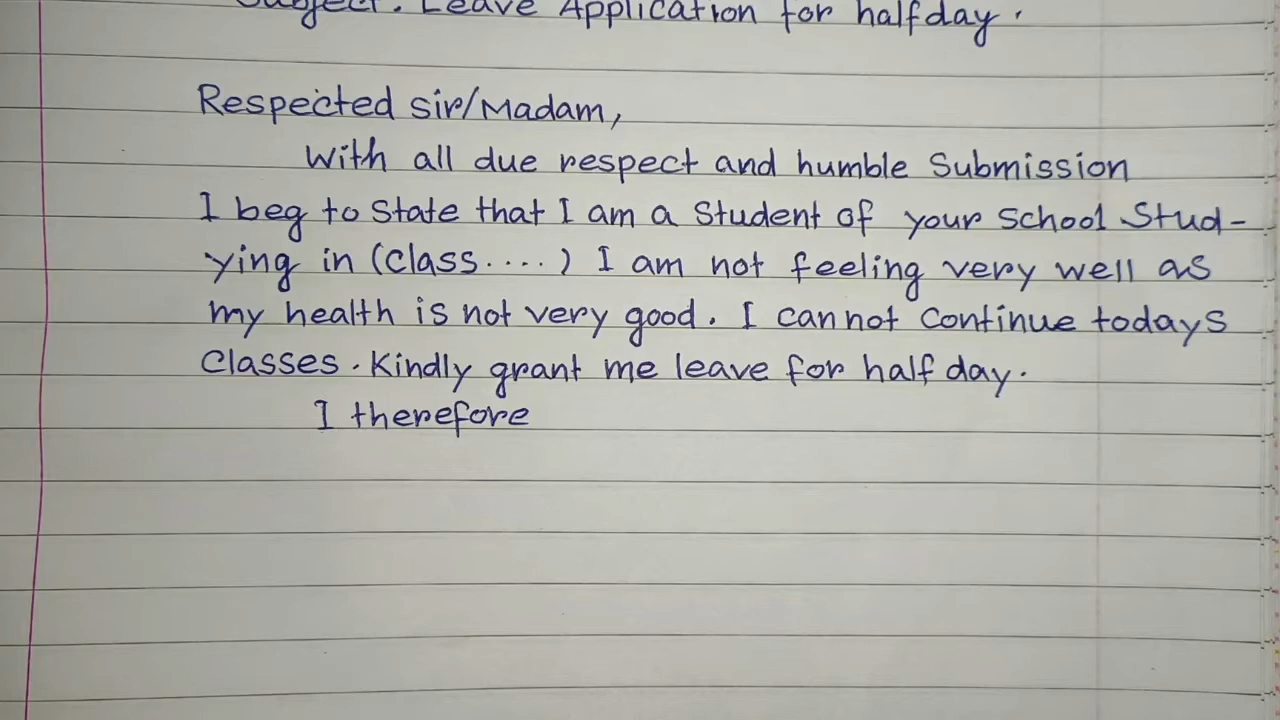 Subject. Leave Application for halfday.
Respected sir/Madam,
With all due respect and humble Submission
I beg to State that I am a Student of your School Stud-
ying in (Class....) I am not feeling very well as
my health is not very good. I cannot Continue todays
Classes. Kindly grant me leave for half day.
I therefore